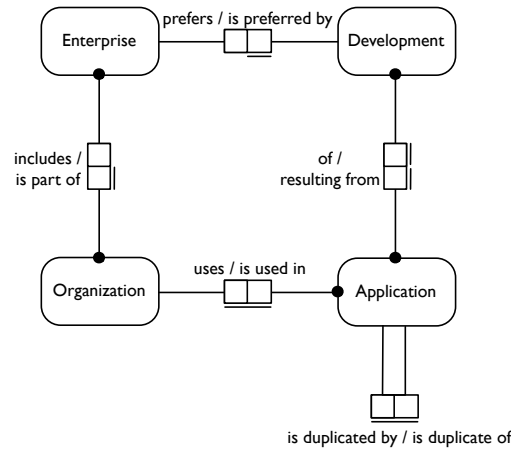 prefers / is preferred by
Enterprise
Development
includes /
is part of
of /
resulting from
uses / is used in
Organization
Application
is duplicated by / is duplicate of